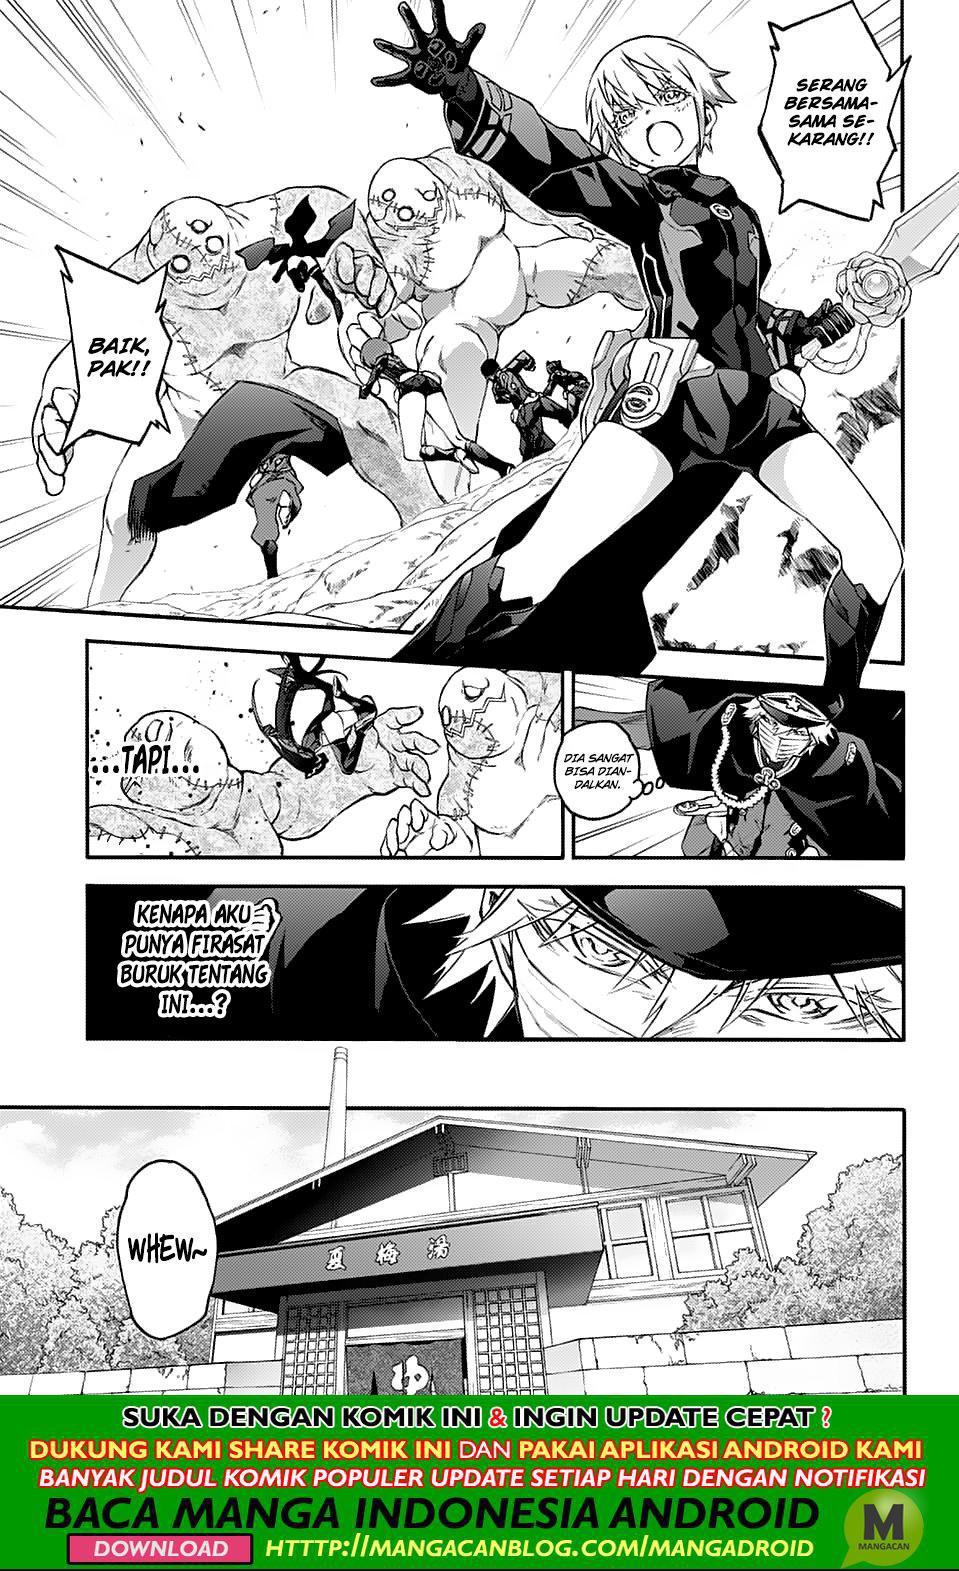 SERANG
BERSAMA-
SAMA SE-
KARANG!!
BAIK,
PAK!!
DIA SANGAT
BISA DIAN-
DALKAN.
...TAPI...
KENAPA AKU
PUNYA FIRASAT
BURUK TENTANG
INI...?
WHEW~
湯梅亘
ゆ
SUKA DENGAN KOMIK INI & INGIN UPDATE CEPAT ?
DUKUNG KAMI SHARE KOMIK INI DAN PAKAI APLIKASI ANDROID KAMI
BANYAK JUDUL KOMIK POPULER UPDATE SETIAP HARI DENGAN NOTIFIKASI
BACA MANGA INDONESIA ANDROID
DOWNLOAD
HTTTP://MANGACANBLOG.COM/MANGADROID
M
MANGACAN